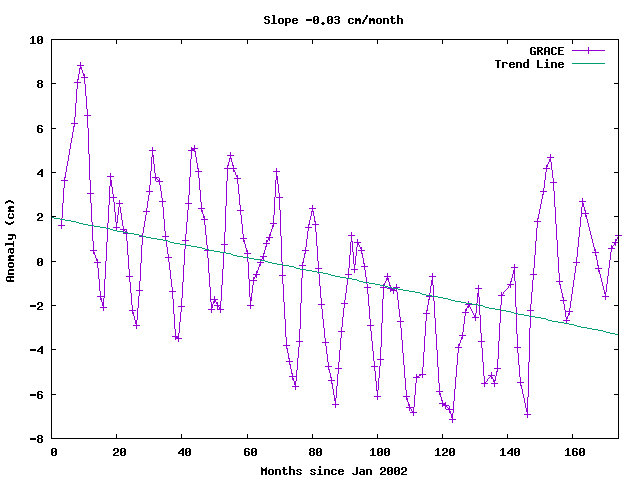 Slope -0.03 cm/month
GRACE
Trend Line
Anomaly (cm)
10
8
6
4
2
0
-2
-4
-6
-8
0 20 40 60 80 100 120 140 160
Months since Jan 2002